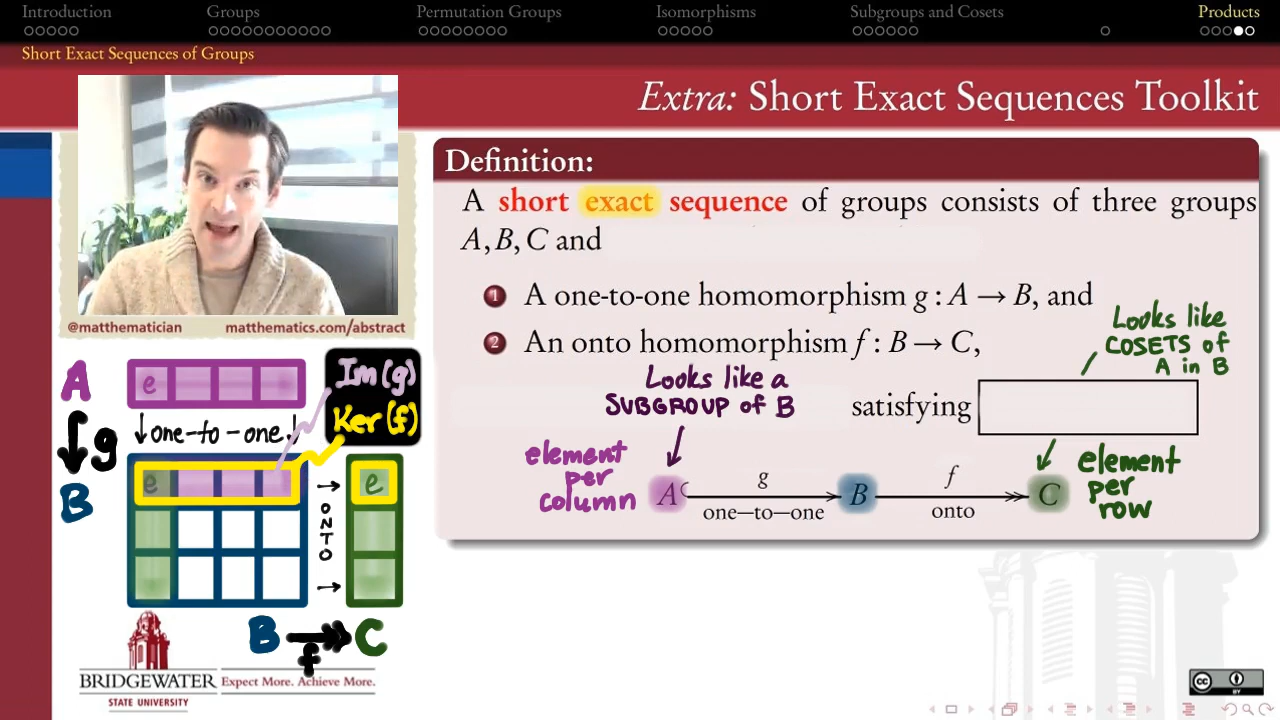 Introduction Groups Permutation Groups Isomorphisms Subgroups and Cosets Products
Short Exact Sequences of Groups
Extra: Short Exact Sequences Toolkit
Definition:
A short exact sequence of groups consists of three groups
A, B, C and
1 A one-to-one homomorphism g : A → B, and
2 An onto homomorphism f : B → C,
Looks like
COSETS of
A in B
Looks like a
SUBGROUP of B
satisfying
element
per
column
A g B f C
one—to—one onto
element
per
row
@matthematician matthematics.com/abstract
A e
Im(g)
Ker(f)
↓one-to-one↓
g
B
e → e
ONTO
→
B f C
BRIDGEWATER
STATE UNIVERSITY
Expect More. Achieve More.
cc
BY